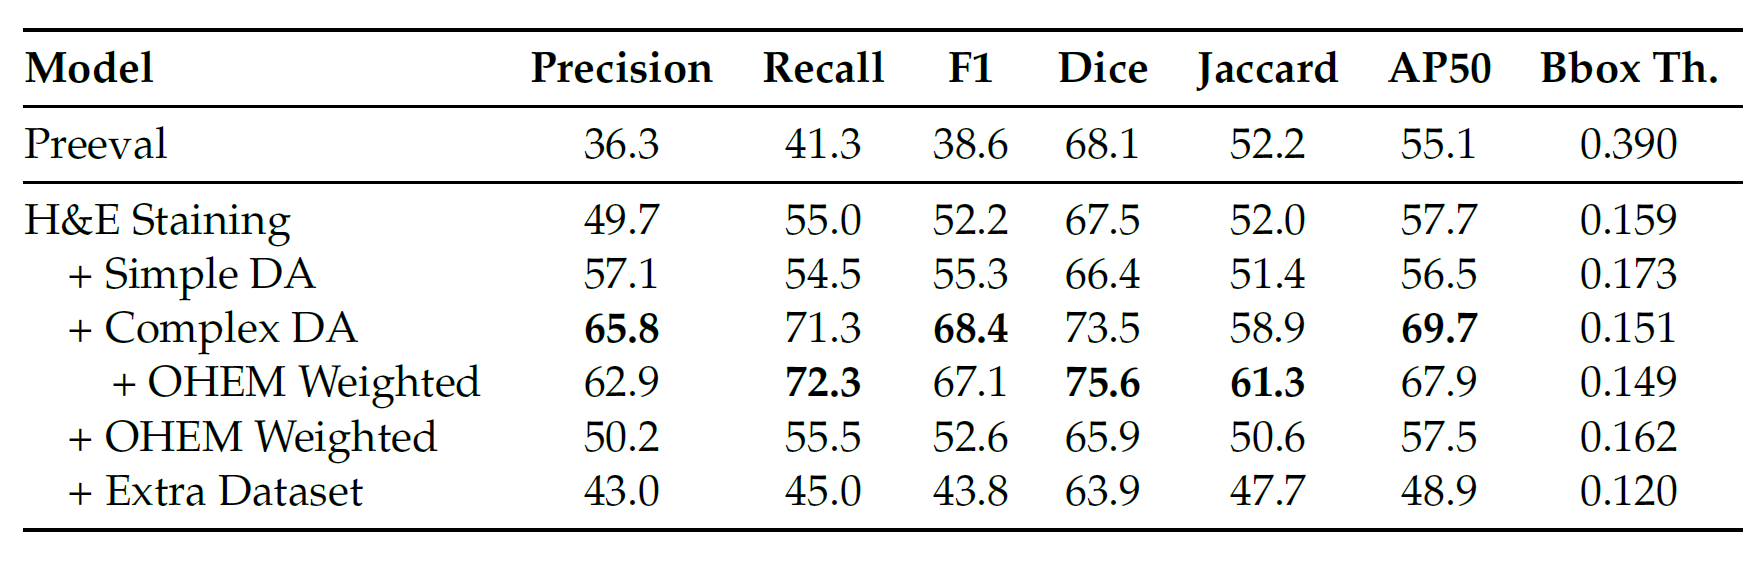 Model Precision Recall F1 Dice Jaccard AP50 Bbox Th.
Preeval 36.3 41.3 38.6 68.1 52.2 55.1 0.390
H&E Staining 49.7 55.0 52.2 67.5 52.0 57.7 0.159
+ Simple DA 57.1 54.5 55.3 66.4 51.4 56.5 0.173
+ Complex DA 65.8 71.3 68.4 73.5 58.9 69.7 0.151
+ OHEM Weighted 62.9 72.3 67.1 75.6 61.3 67.9 0.149
+ OHEM Weighted 50.2 55.5 52.6 65.9 50.6 57.5 0.162
+ Extra Dataset 43.0 45.0 43.8 63.9 47.7 48.9 0.120